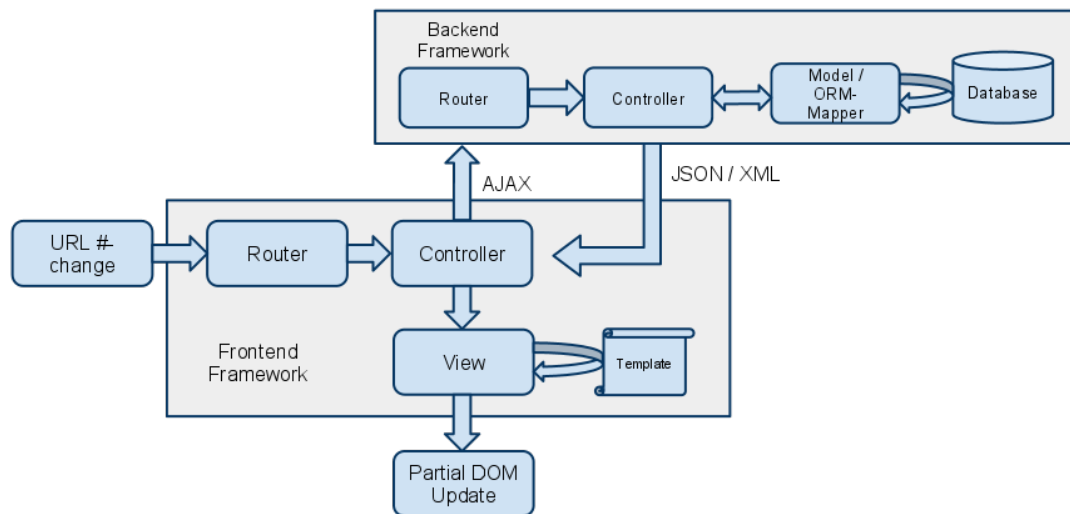 Backend
Framework
Router
Controller
Model /
ORM-
Mapper
Database
AJAX
JSON / XML
URL #-
change
Router
Controller
Frontend
Framework
View
Template
Partial DOM
Update